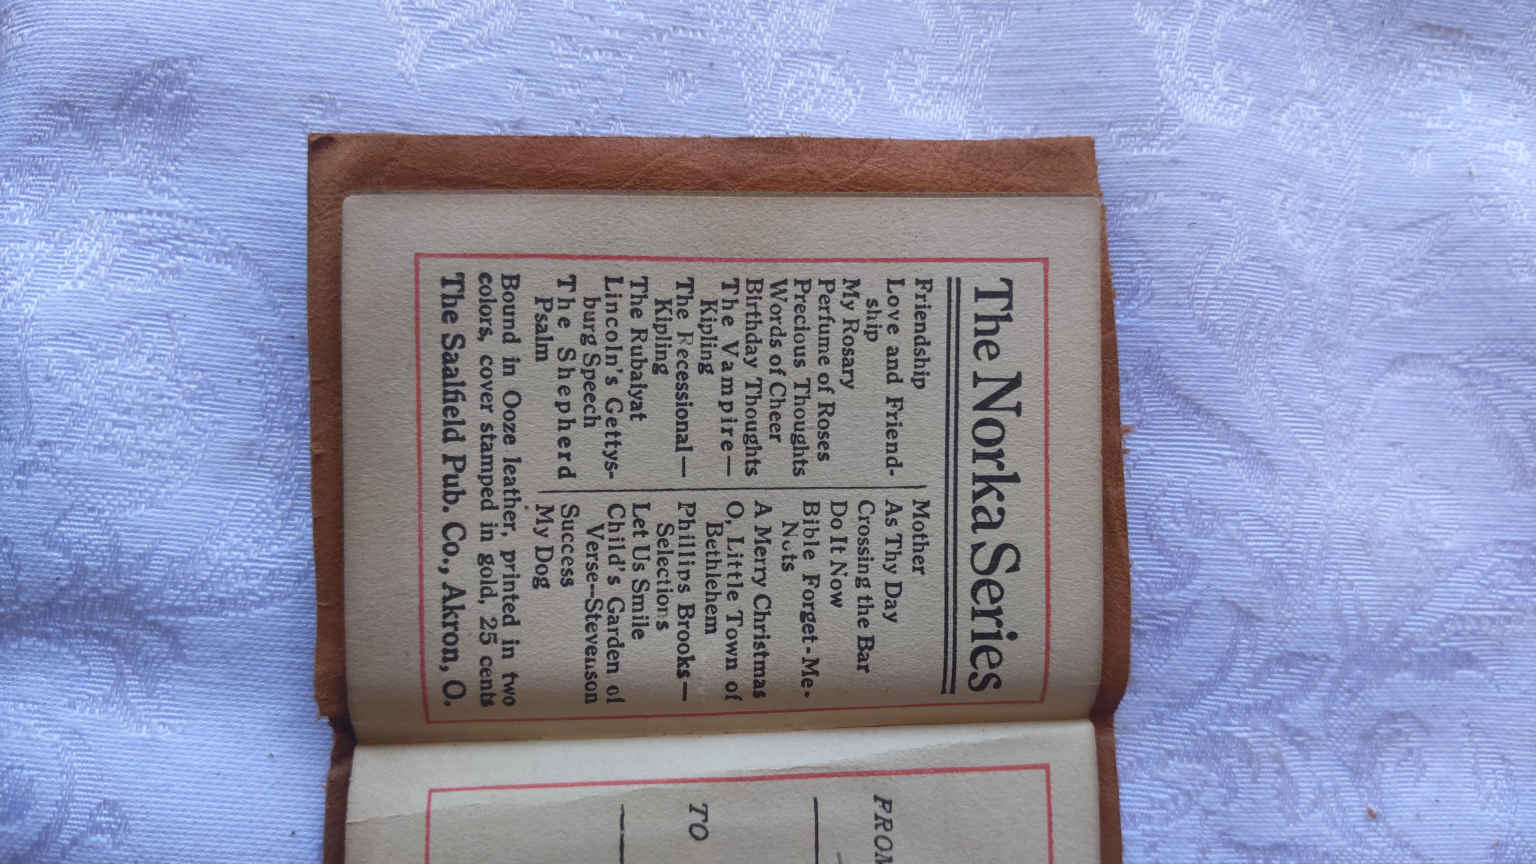 The Norka Series
Friendship
Love and Friend-
ship
My Rosary
Perfume of Roses
Precious Thoughts
Words of Cheer
Birthday Thoughts
The Vampire—
Kipling
The Recessional—
Kipling
The Rubaiyat
Lincoln's Gettys-
burg Speech
The Shepherd
Psalm
Mother
As Thy Day
Crossing the Bar
Do It Now
Bible Forget-Me-
Nots
A Merry Christmas
O, Little Town of
Bethlehem
Phillips Brooks—
Selections
Let Us Smile
Child's Garden of
Verse--Stevenson
Success
My Dog
Bound in Ooze leather, printed in two
colors, cover stamped in gold, 25 cents
The Saalfield Pub. Co., Akron, O.
FROM
TO